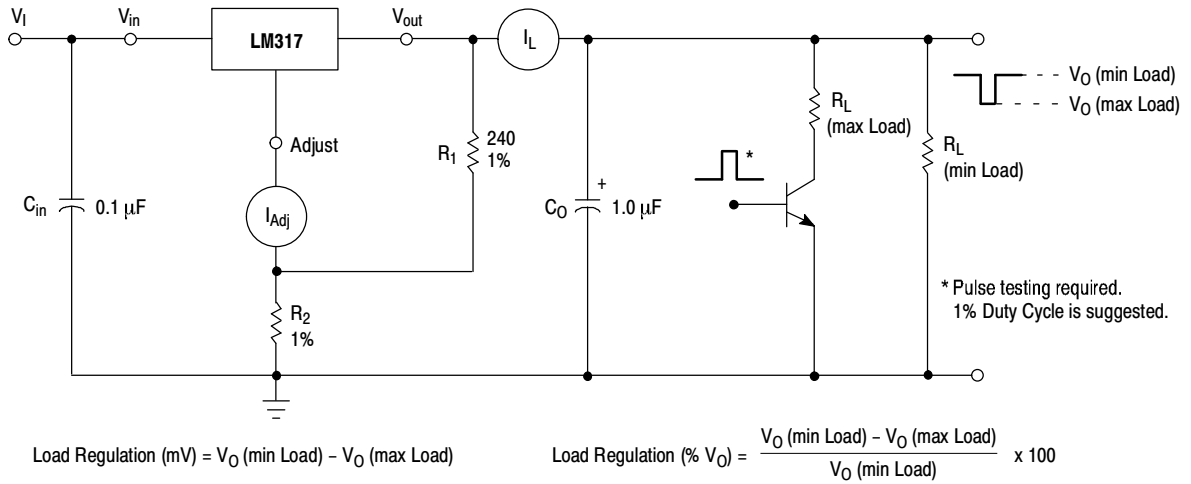 V_I
V_in
LM317
V_out
I_L
V_O (min Load)
V_O (max Load)
R_L
(max Load)
Adjust
R_1
240
1%
*
R_L
(min Load)
C_in
0.1 μF
I_Adj
C_O
+
1.0 μF
* Pulse testing required.
1% Duty Cycle is suggested.
R_2
1%
Load Regulation (mV) = V_O (min Load) – V_O (max Load)
Load Regulation (% V_O) =
V_O (min Load) – V_O (max Load)
V_O (min Load)
x 100